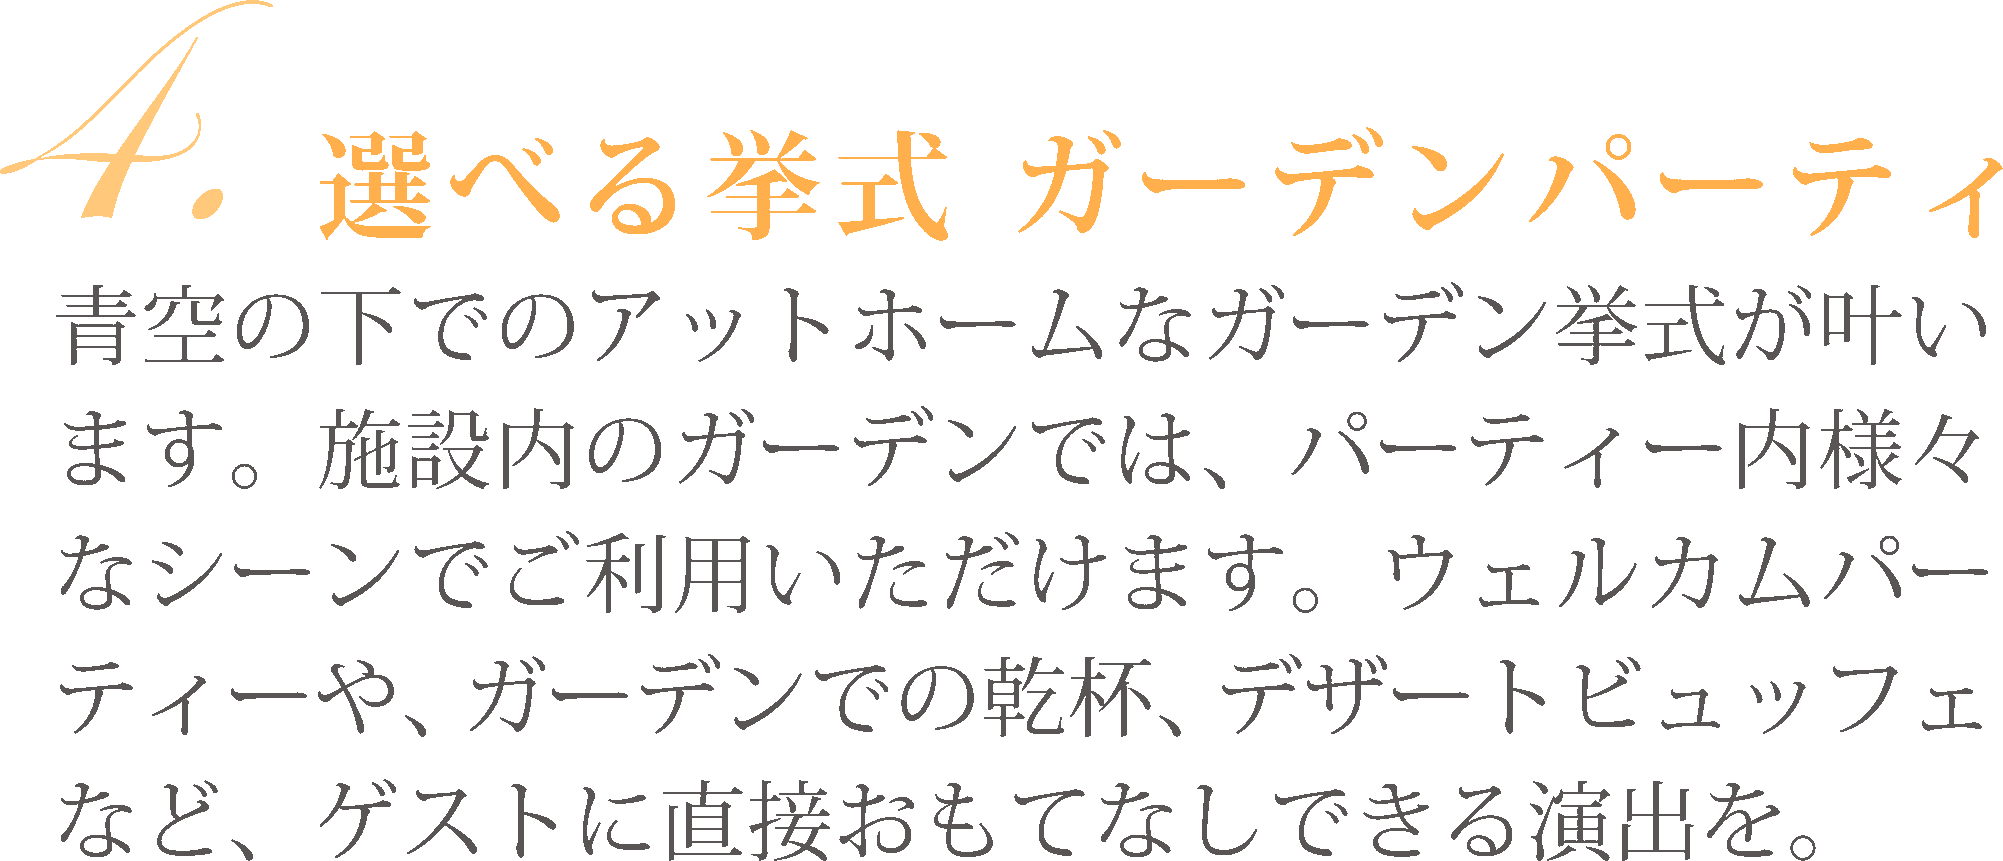 4. 選べる挙式 ガーデンパーティ
青空の下でのアットホームなガーデン挙式が叶い
ます。施設内のガーデンでは、パーティー内様々
なシーンでご利用いただけます。ウェルカムパー
ティーや、ガーデンでの乾杯、デザートビュッフェ
など、ゲストに直接おもてなしできる演出を。